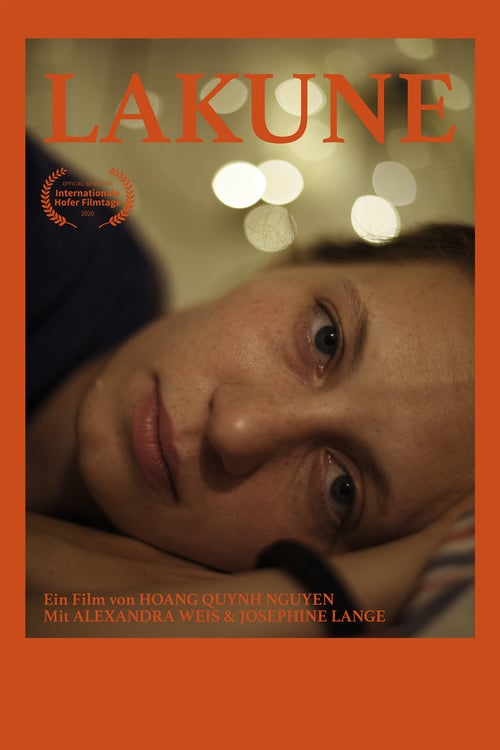 LAKUNE
OFFICIAL SELECTION
Internationale
Hofer Filmtage
2020
Ein Film von HOANG QUYNH NGUYEN
Mit ALEXANDRA WEIS & JOSEPHINE LANGE